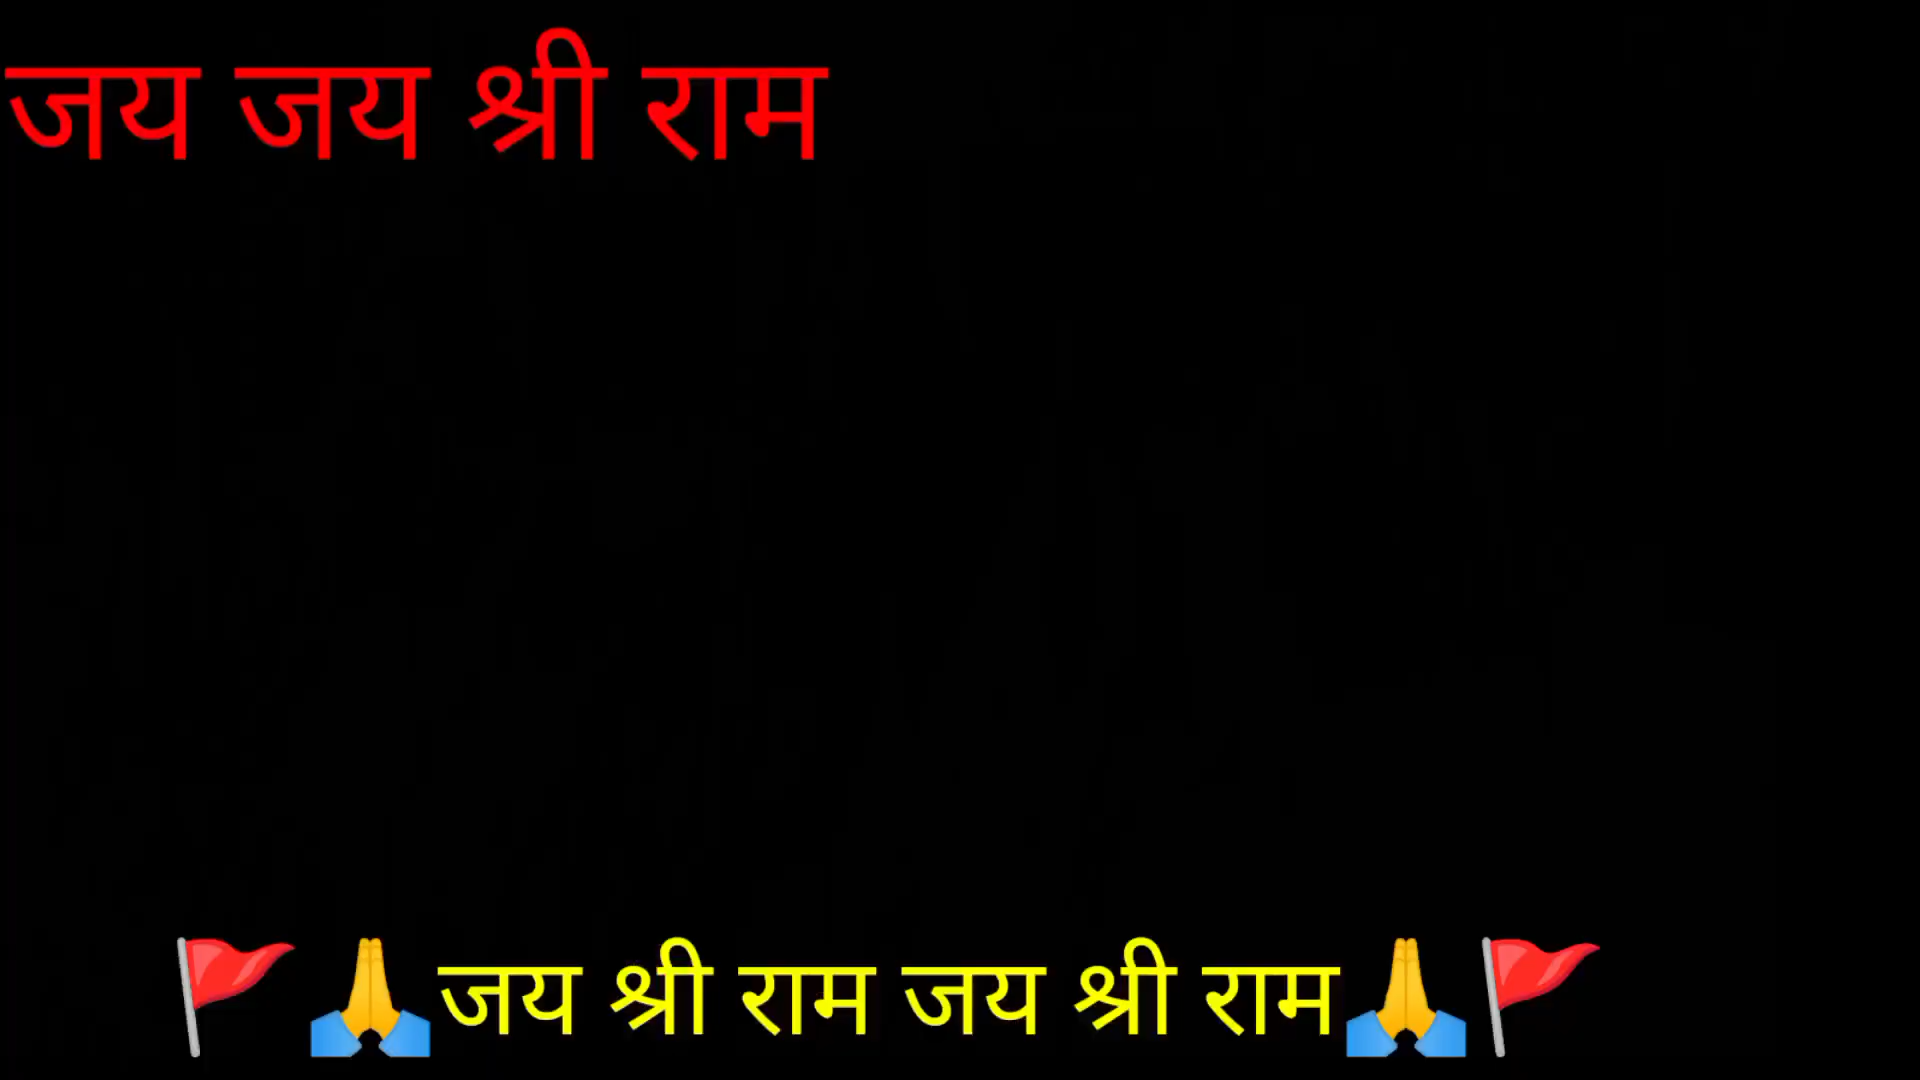 जय जय श्री राम
🚩🙏जय श्री राम जय श्री राम🙏🚩